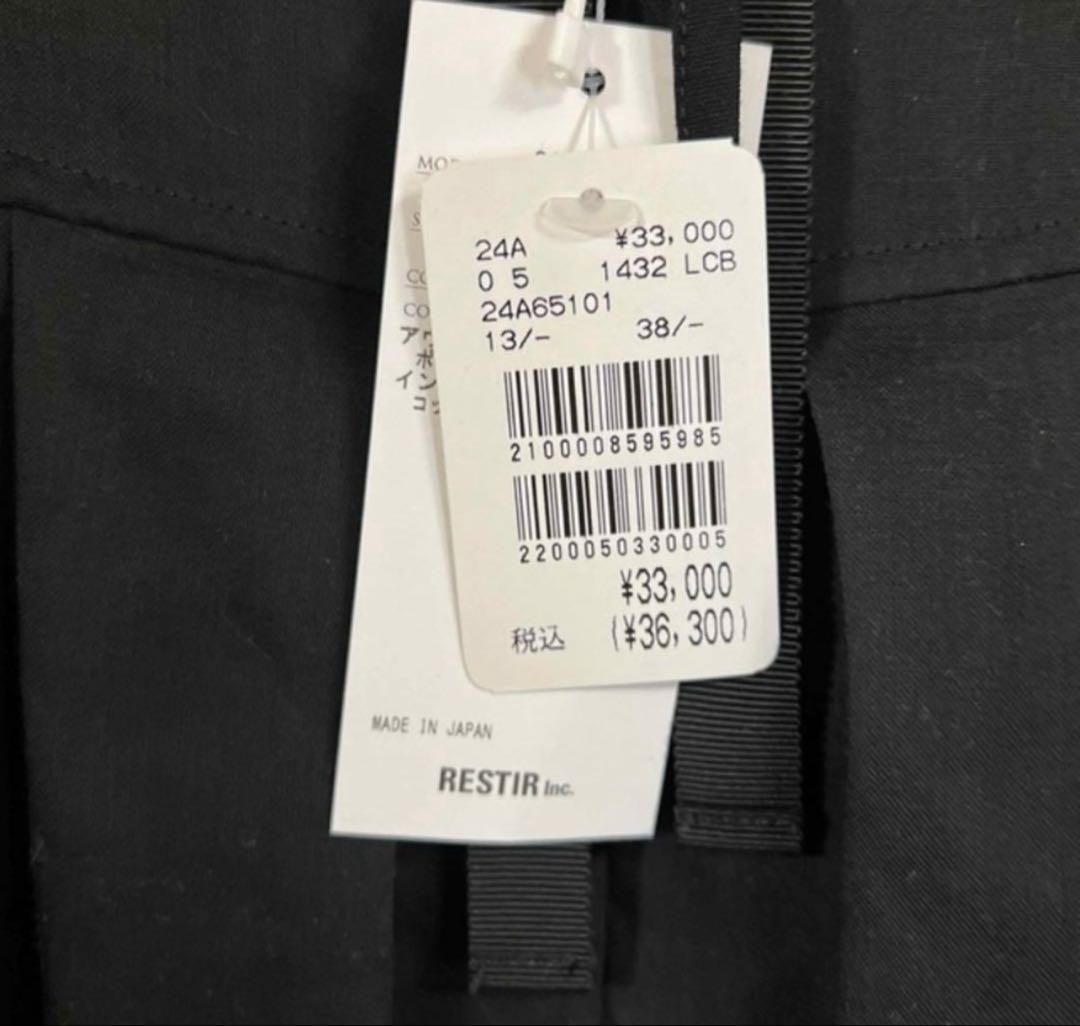 24A ¥33,000
0 5 1432 LCB
24A65101
13/- 38/-
2100008595985
2200050330005
¥33,000
税込 (¥36,300)
MADE IN JAPAN
RESTIR Inc.